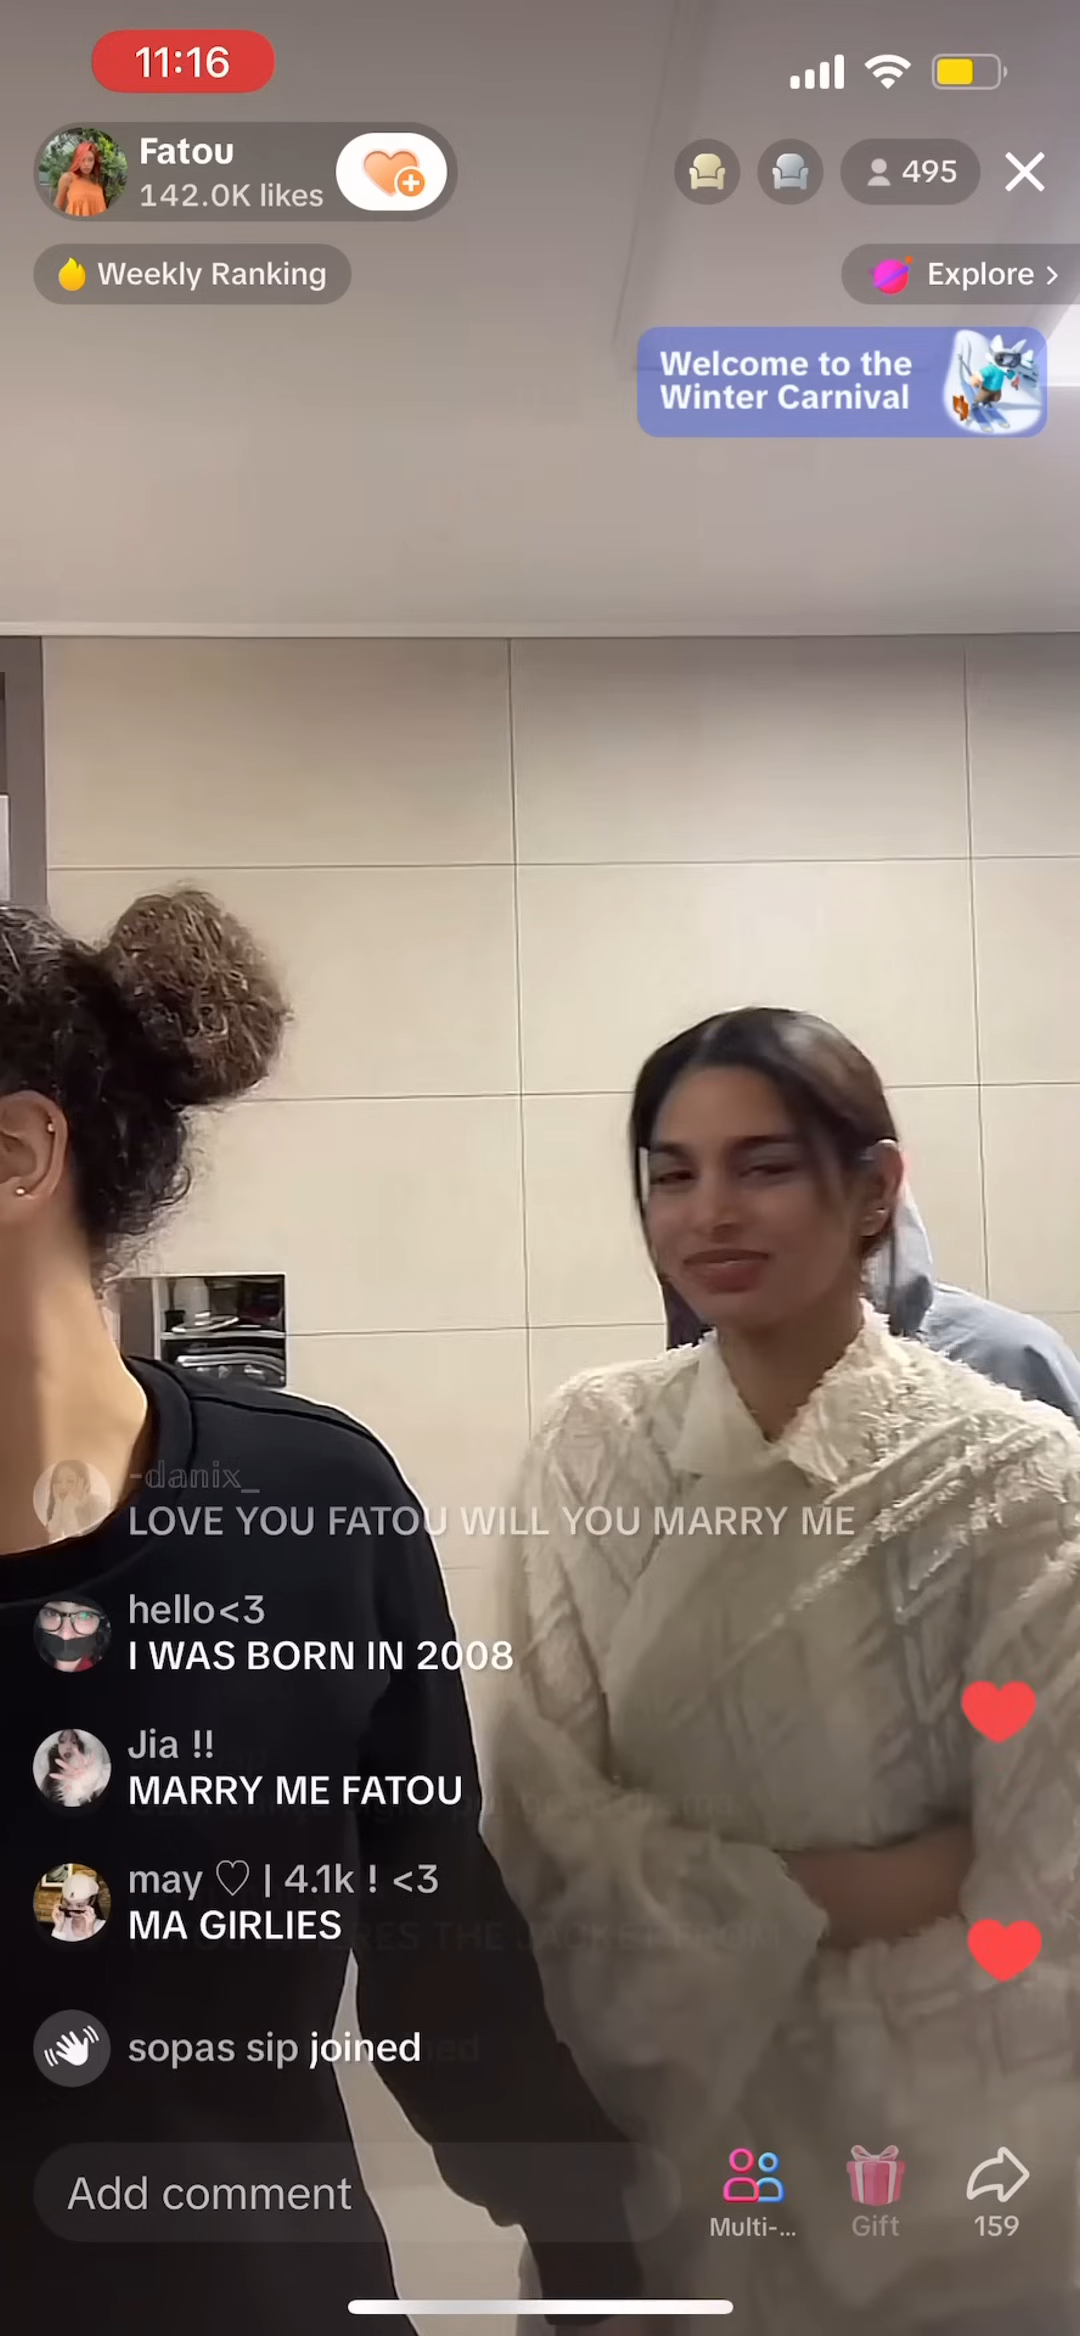 11:16
Fatou
142.0K likes
495
Weekly Ranking
Explore >
Welcome to the
Winter Carnival
-danix_
LOVE YOU FATOU WILL YOU MARRY ME
hello<3
I WAS BORN IN 2008
Jia !!
MARRY ME FATOU
may ♡ | 4.1k ! <3
MA GIRLIES
sopas sip joined
Add comment
Multi-...
Gift
159